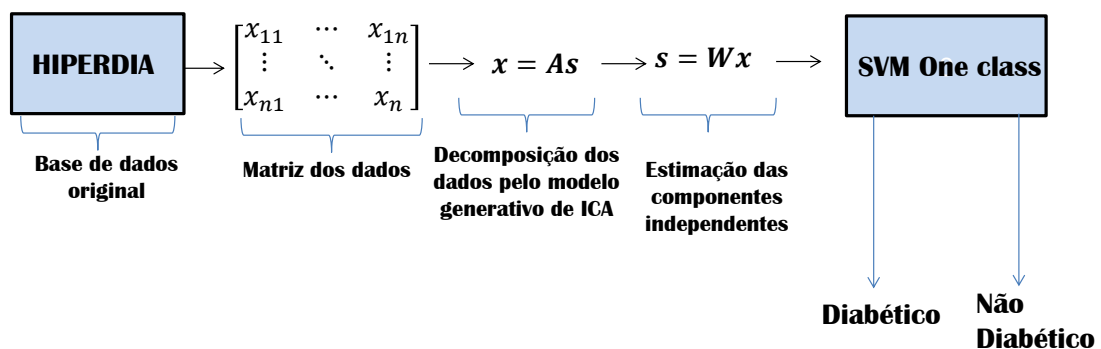 HIPERDIA
x11 ⋯ x1n
⋮ ⋱ ⋮
xn1 ⋯ xn
x = As
s = Wx
SVM One class
Base de dados
original
Matriz dos dados
Decomposição dos
dados pelo modelo
generativo de ICA
Estimação das
componentes
independentes
Diabético
Não
Diabético